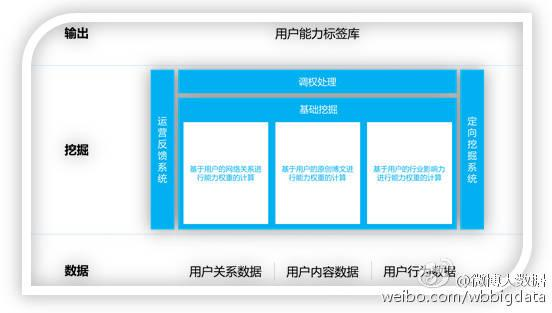 输出
用户能力标签库
挖掘
运营反馈系统
调权处理
基础挖掘
基于用户的网络关系进
行能力权重的计算
基于用户的原创博文进
行能力权重的计算
基于用户的行业影响力
进行能力权重的计算
定向挖掘系统
数据
用户关系数据
用户内容数据
用户行为数据
@微博大数据
weibo.com/wbbigdata